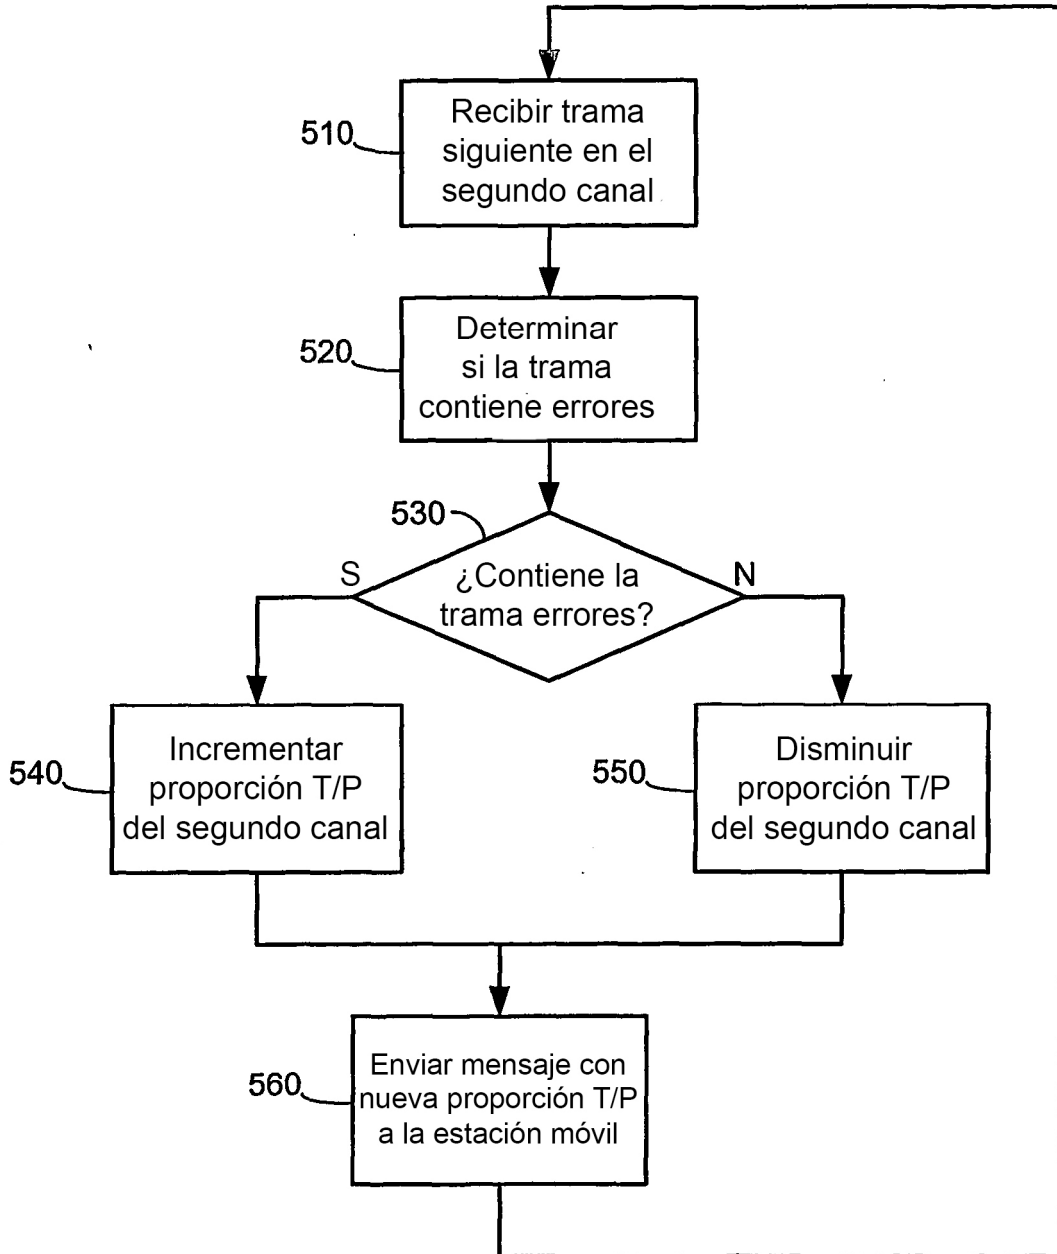 510
Recibir trama
siguiente en el
segundo canal
520
Determinar
si la trama
contiene errores
530
S
¿Contiene la
trama errores?
N
540
Incrementar
proporción T/P
del segundo canal
550
Disminuir
proporción T/P
del segundo canal
560
Enviar mensaje con
nueva proporción T/P
a la estación móvil